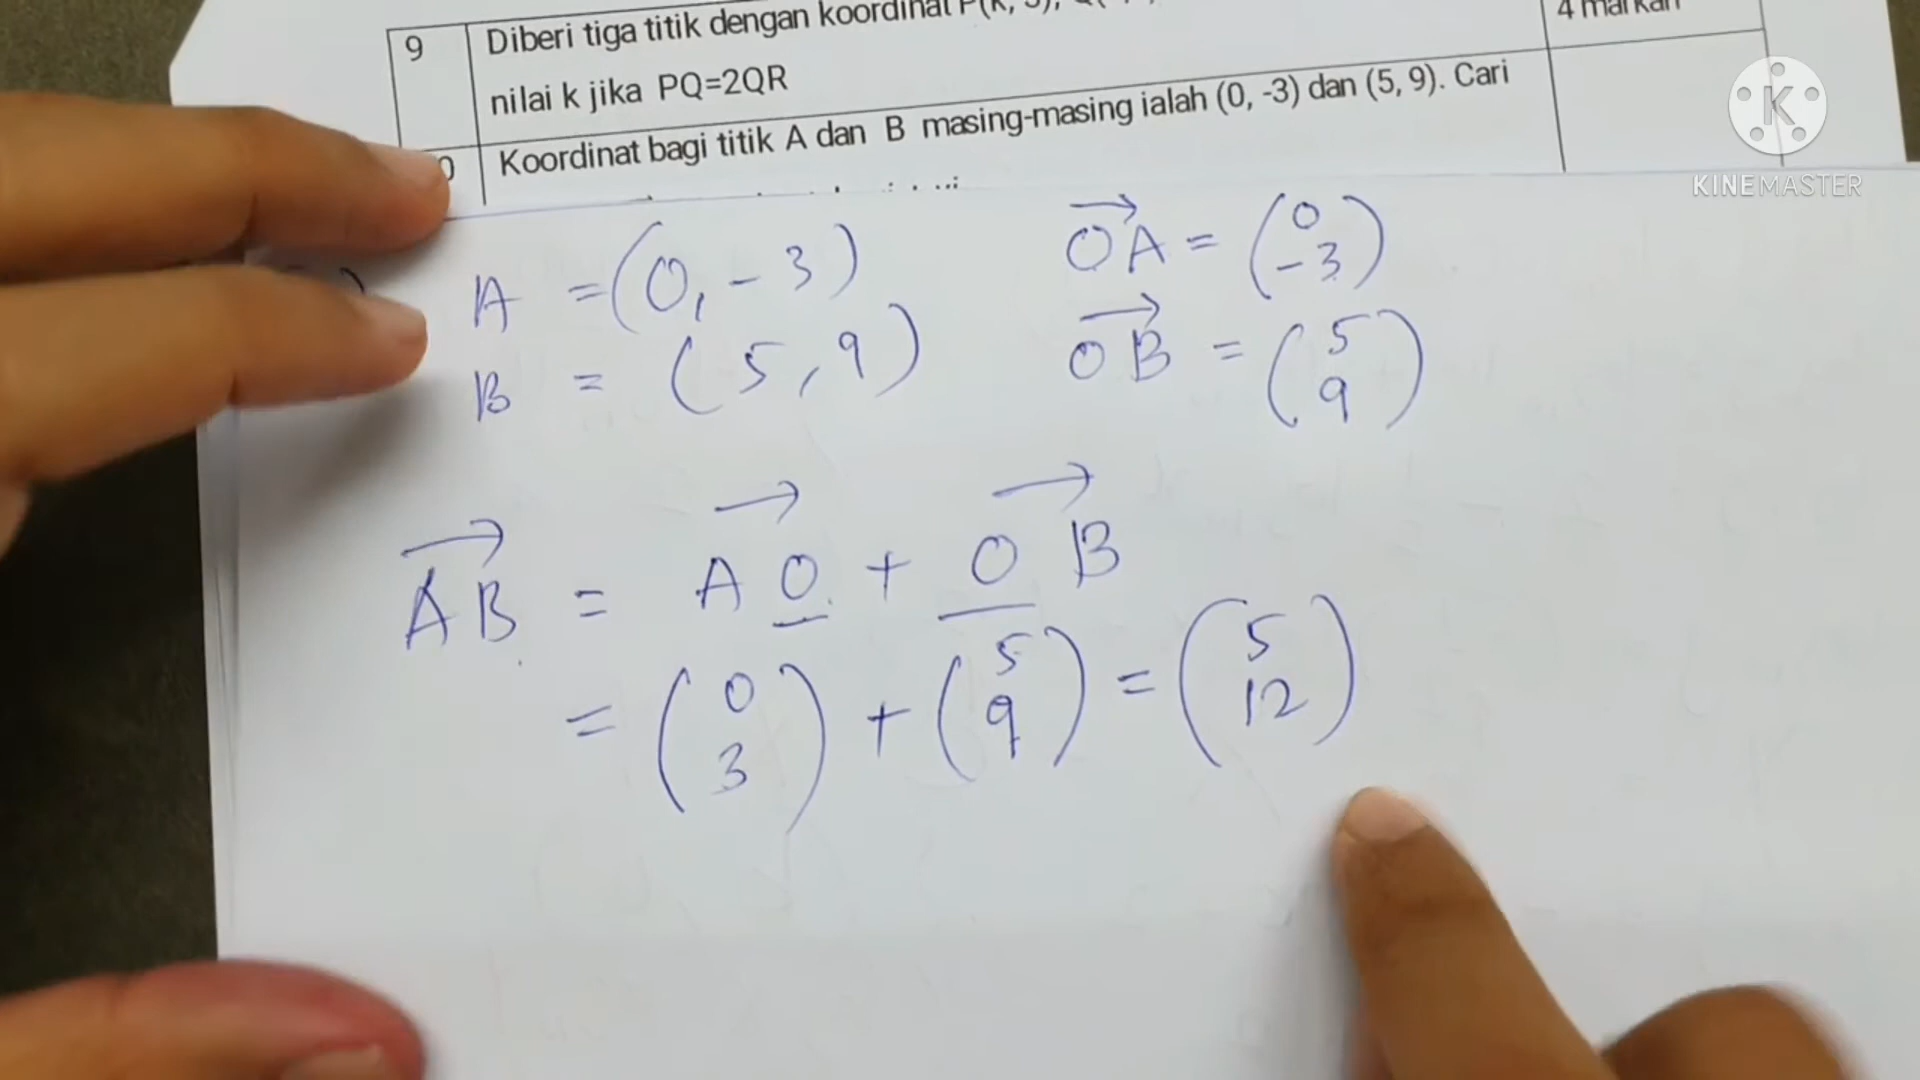 9 Diberi tiga titik dengan koordinat P(k,
4 markah
nilai k jika PQ=2QR
Koordinat bagi titik A dan B masing-masing ialah (0, -3) dan (5, 9). Cari
K
KINEMASTER
A = (0, -3)
OA = (0 -3)
B = (5, 9)
OB = (5 9)
AB = AO + OB
= (0 3) + (5 9) = (5 12)